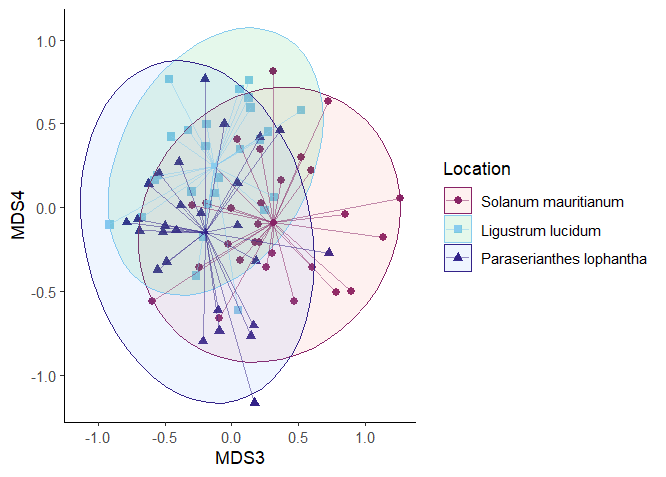 1.0
0.5
0.0
-0.5
-1.0
MDS4
-1.0 -0.5 0.0 0.5 1.0
MDS3
Location
Solanum mauritianum
Ligustrum lucidum
Paraserianthes lophantha